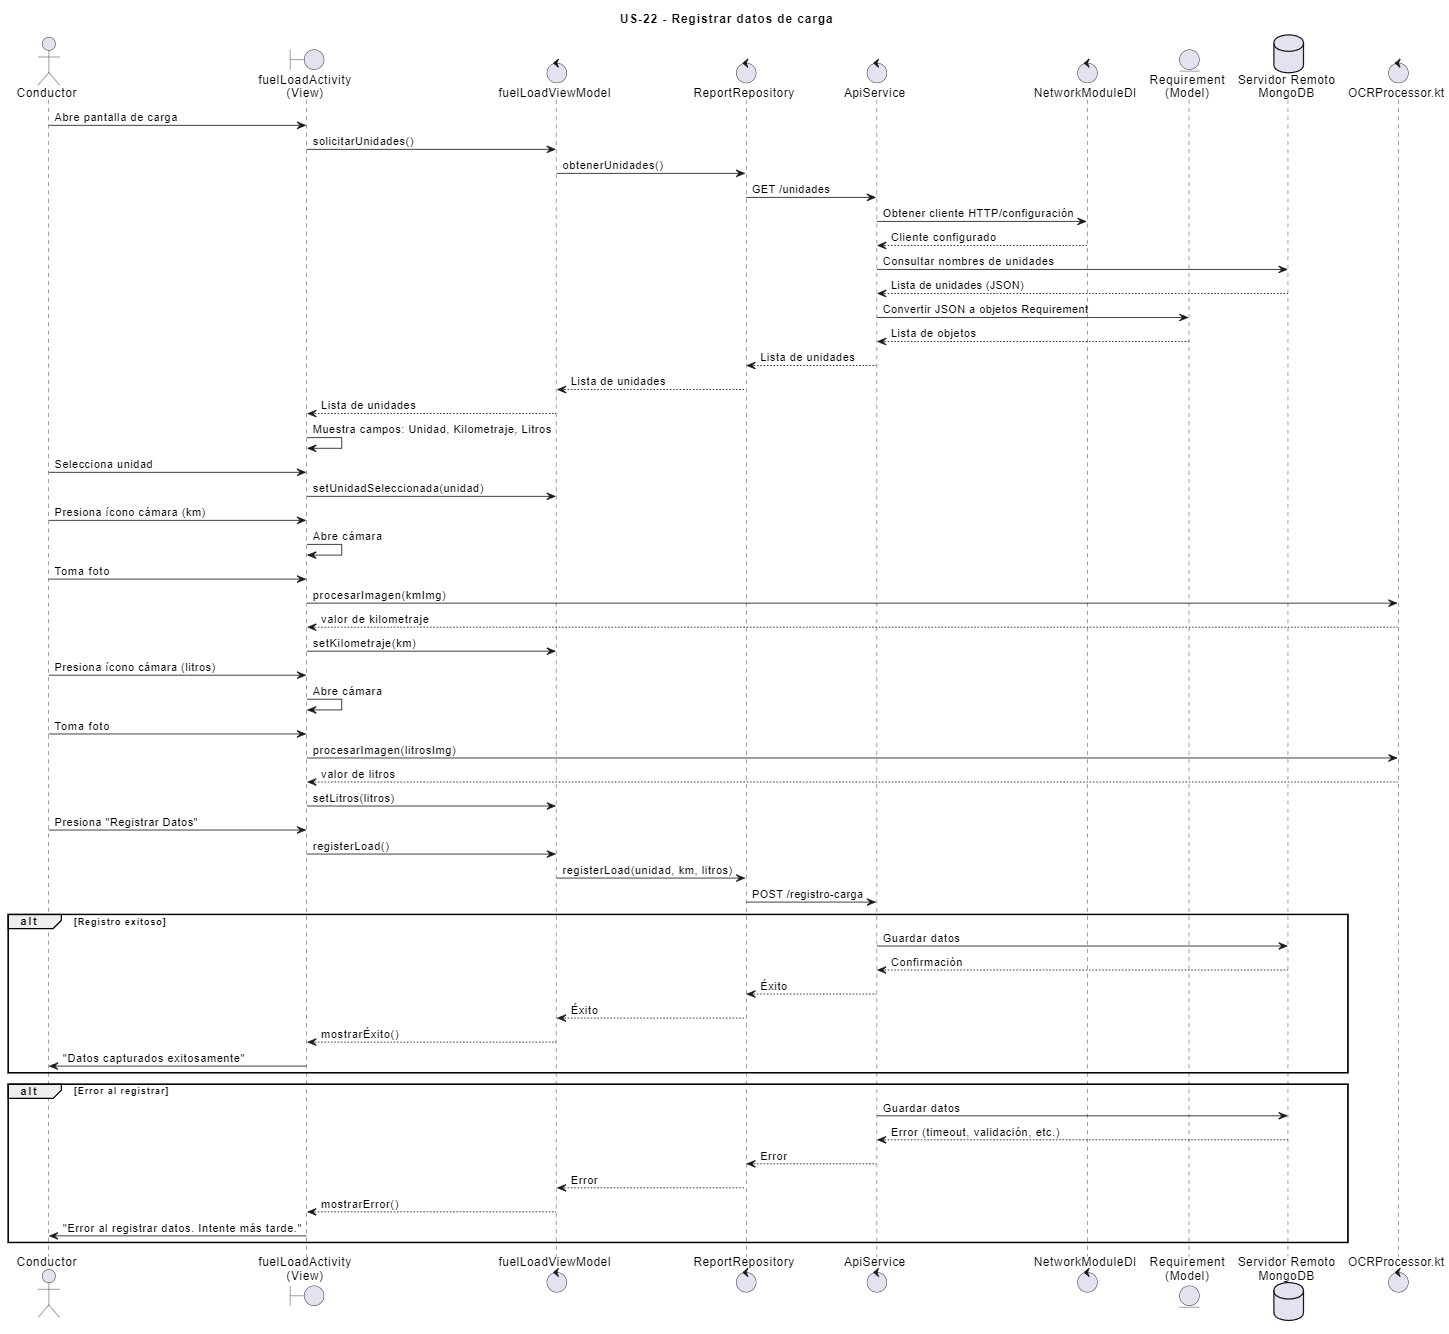 US-22 - Registrar datos de carga
Conductor
fuelLoadActivity
(View)
fuelLoadViewModel
ReportRepository
ApiService
NetworkModuleDI
Requirement
(Model)
Servidor Remoto
MongoDB
OCRProcessor.kt
Abre pantalla de carga
solicitarUnidades()
obtenerUnidades()
GET /unidades
Obtener cliente HTTP/configuración
Cliente configurado
Consultar nombres de unidades
Lista de unidades (JSON)
Convertir JSON a objetos Requirement
Lista de objetos
Lista de unidades
Lista de unidades
Lista de unidades
Muestra campos: Unidad, Kilometraje, Litros
Selecciona unidad
setUnidadSeleccionada(unidad)
Presiona ícono cámara (km)
Abre cámara
Toma foto
procesarImagen(kmImg)
valor de kilometraje
setKilometraje(km)
Presiona ícono cámara (litros)
Abre cámara
Toma foto
procesarImagen(litrosImg)
valor de litros
setLitros(litros)
Presiona "Registrar Datos"
registerLoad()
registerLoad(unidad, km, litros)
POST /registro-carga
alt [Registro exitoso]
Guardar datos
Confirmación
Éxito
Éxito
mostrarÉxito()
"Datos capturados exitosamente"
alt [Error al registrar]
Guardar datos
Error (timeout, validación, etc.)
Error
Error
mostrarError()
"Error al registrar datos. Intente más tarde."
Conductor
fuelLoadActivity
(View)
fuelLoadViewModel
ReportRepository
ApiService
NetworkModuleDI
Requirement
(Model)
Servidor Remoto
MongoDB
OCRProcessor.kt